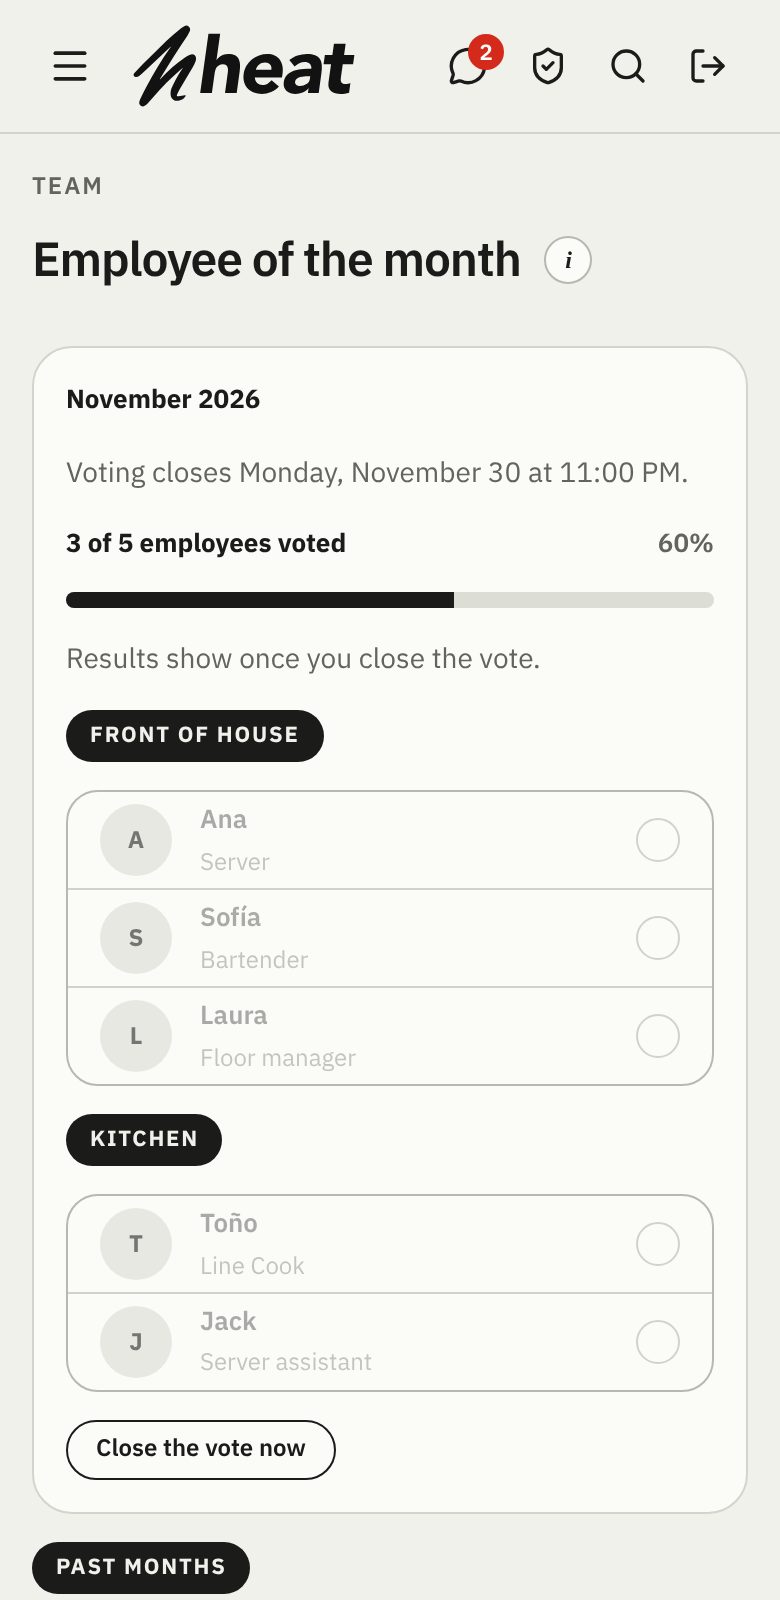 heat
2
TEAM
Employee of the month
i
November 2026
Voting closes Monday, November 30 at 11:00 PM.
3 of 5 employees voted
60%
Results show once you close the vote.
FRONT OF HOUSE
A
Ana
Server
S
Sofía
Bartender
L
Laura
Floor manager
KITCHEN
T
Toño
Line Cook
J
Jack
Server assistant
Close the vote now
PAST MONTHS